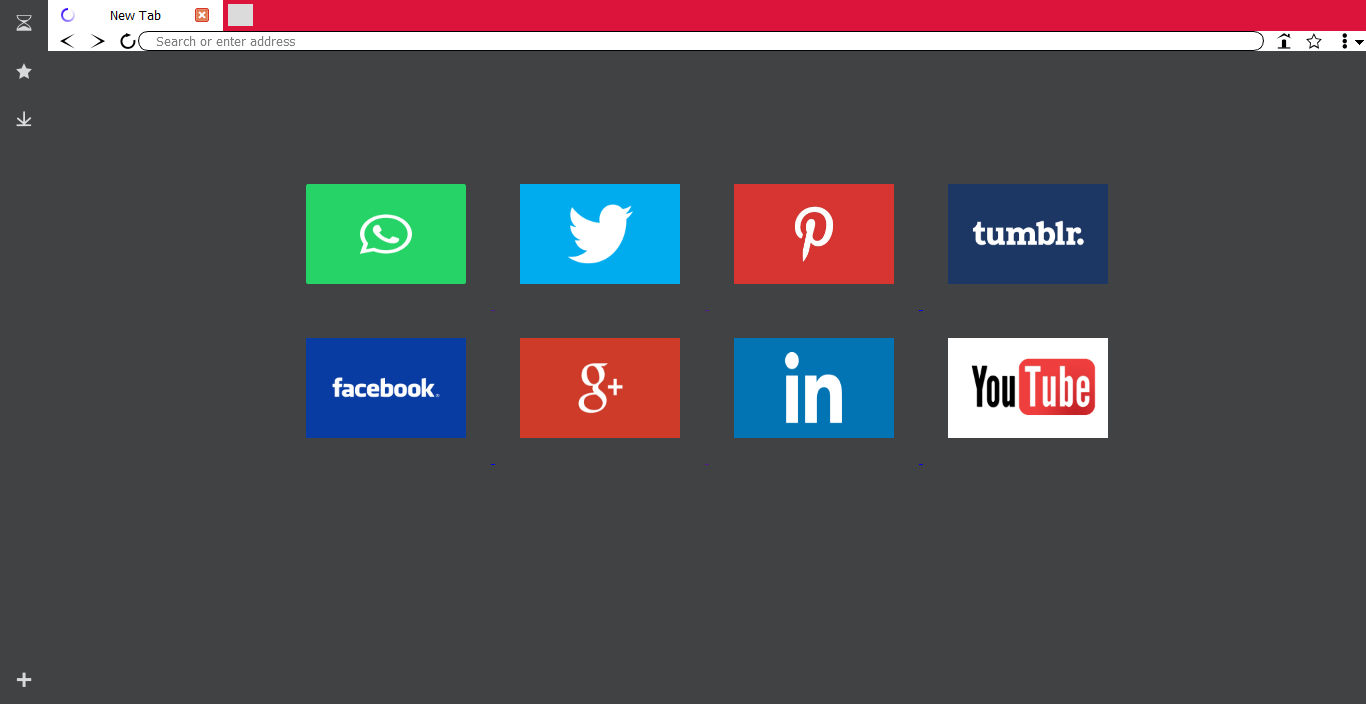 New Tab
Search or enter address
tumblr.
facebook®
g+
in
YouTube